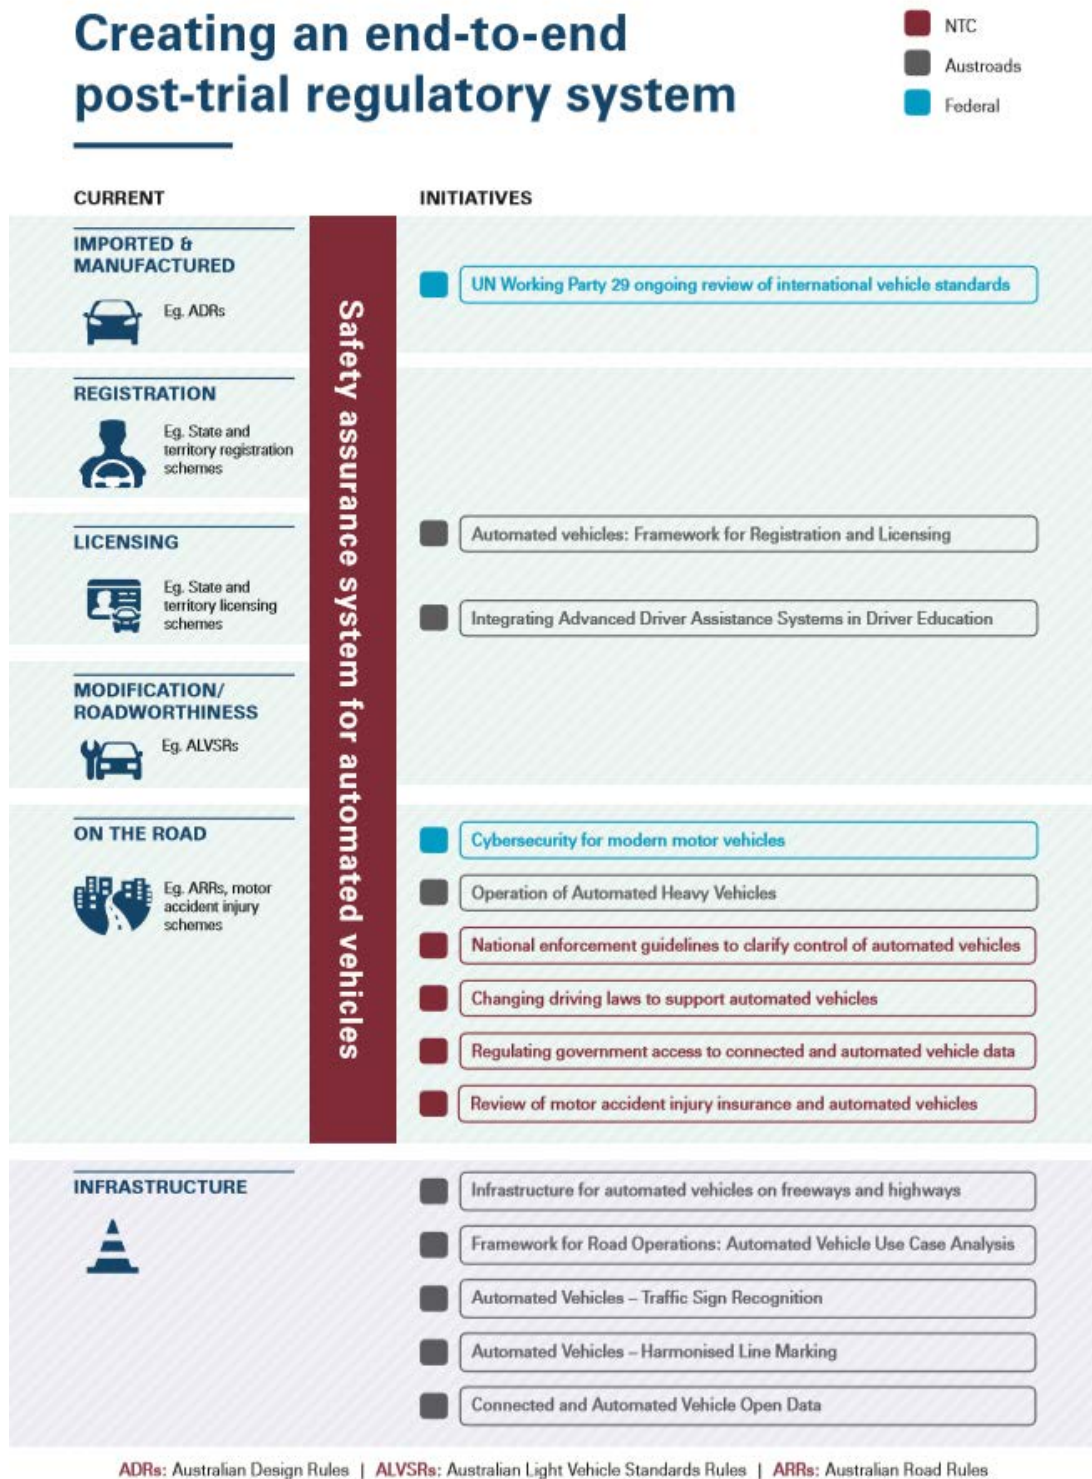 Creating an end-to-end
post-trial regulatory system
NTC
Austroads
Federal
CURRENT
INITIATIVES
IMPORTED &
MANUFACTURED
Eg. ADRs
UN Working Party 29 ongoing review of international vehicle standards
REGISTRATION
Eg. State and
territory registration
schemes
LICENSING
Eg. State and
territory licensing
schemes
Automated vehicles: Framework for Registration and Licensing
Integrating Advanced Driver Assistance Systems in Driver Education
MODIFICATION/
ROADWORTHINESS
Eg. ALVSRs
Safety assurance system for automated vehicles
ON THE ROAD
Eg. ARRs, motor
accident injury
schemes
Cybersecurity for modern motor vehicles
Operation of Automated Heavy Vehicles
National enforcement guidelines to clarify control of automated vehicles
Changing driving laws to support automated vehicles
Regulating government access to connected and automated vehicle data
Review of motor accident injury insurance and automated vehicles
INFRASTRUCTURE
Infrastructure for automated vehicles on freeways and highways
Framework for Road Operations: Automated Vehicle Use Case Analysis
Automated Vehicles – Traffic Sign Recognition
Automated Vehicles – Harmonised Line Marking
Connected and Automated Vehicle Open Data
ADRs: Australian Design Rules | ALVSRs: Australian Light Vehicle Standards Rules | ARRs: Australian Road Rules